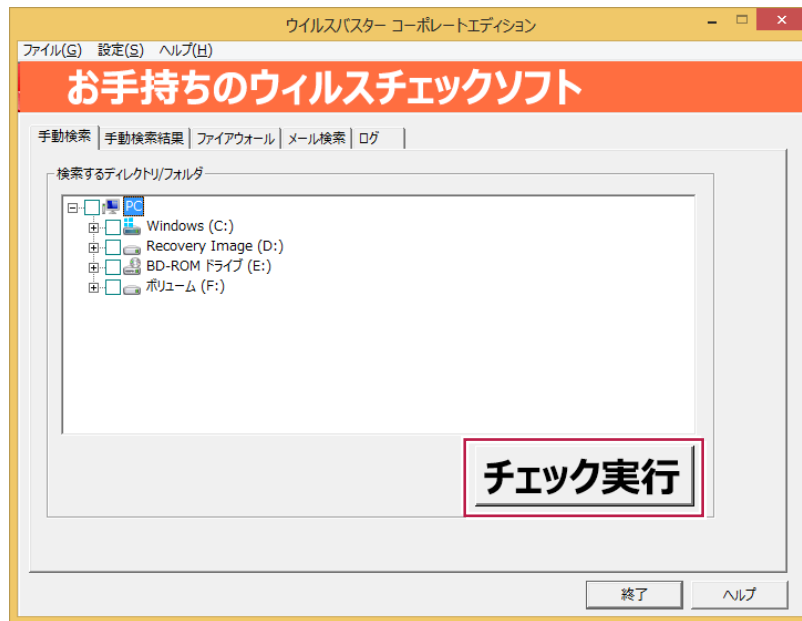 ウイルスバスター コーポレートエディション
ファイル(G) 設定(S) ヘルプ(H)
お手持ちのウィルスチェックソフト
手動検索 手動検索結果 ファイアウォール メール検索 ログ
検索するディレクトリ/フォルダ
PC
Windows (C:)
Recovery Image (D:)
BD-ROM ドライブ (E:)
ボリューム (F:)
チェック実行
終了 ヘルプ